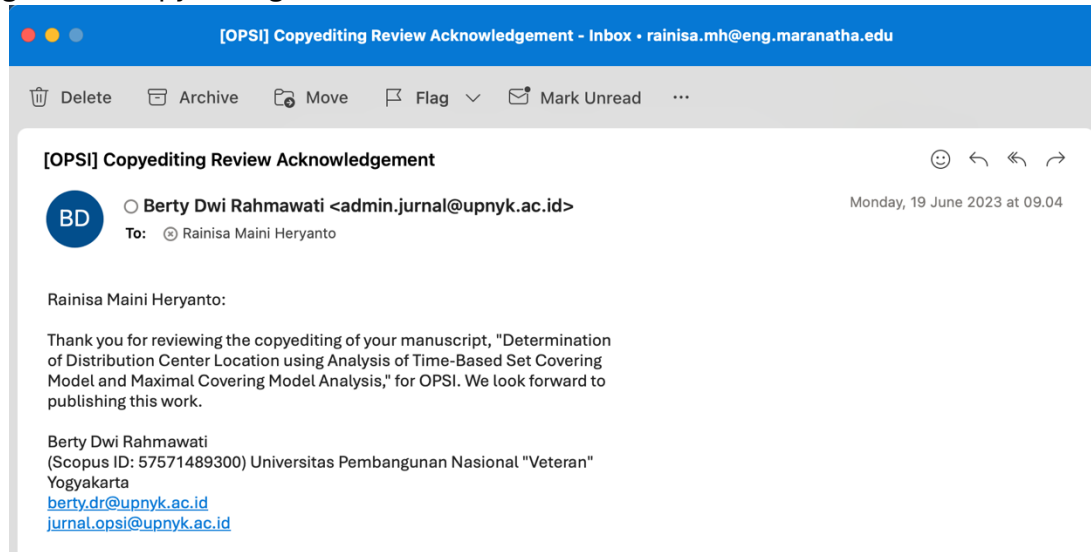 [OPSI] Copyediting Review Acknowledgement - Inbox • rainisa.mh@eng.maranatha.edu
Delete Archive Move Flag Mark Unread ...
[OPSI] Copyediting Review Acknowledgement
BD
Berty Dwi Rahmawati <admin.jurnal@upnyk.ac.id>
Monday, 19 June 2023 at 09.04
To: Rainisa Maini Heryanto
Rainisa Maini Heryanto:
Thank you for reviewing the copyediting of your manuscript, "Determination
of Distribution Center Location using Analysis of Time-Based Set Covering
Model and Maximal Covering Model Analysis," for OPSI. We look forward to
publishing this work.
Berty Dwi Rahmawati
(Scopus ID: 57571489300) Universitas Pembangunan Nasional "Veteran"
Yogyakarta
berty.dr@upnyk.ac.id
jurnal.opsi@upnyk.ac.id